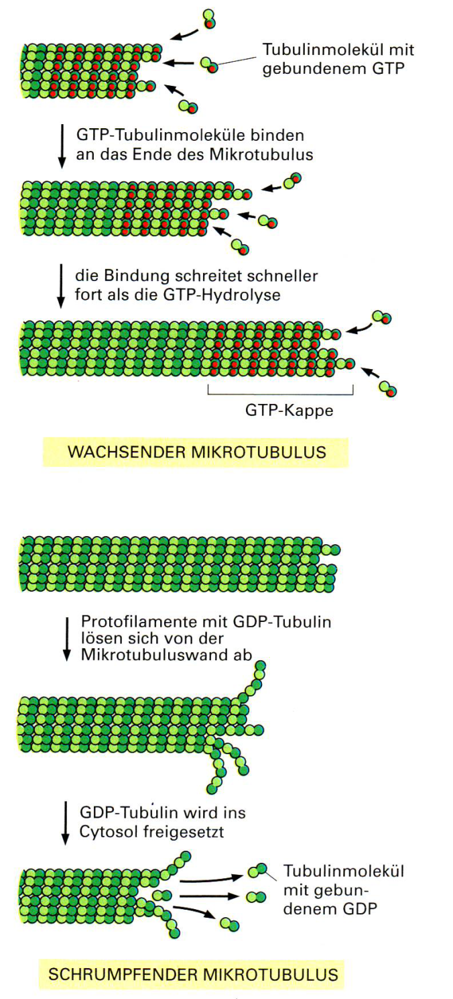 Tubulinmolekül mit
gebundenem GTP
GTP-Tubulinmoleküle binden
an das Ende des Mikrotubulus
die Bindung schreitet schneller
fort als die GTP-Hydrolyse
GTP-Kappe
WACHSENDER MIKROTUBULUS
Protofilamente mit GDP-Tubulin
lösen sich von der
Mikrotubuluswand ab
GDP-Tubulin wird ins
Cytosol freigesetzt
Tubulinmolekül
mit gebun-
denem GDP
SCHRUMPFENDER MIKROTUBULUS